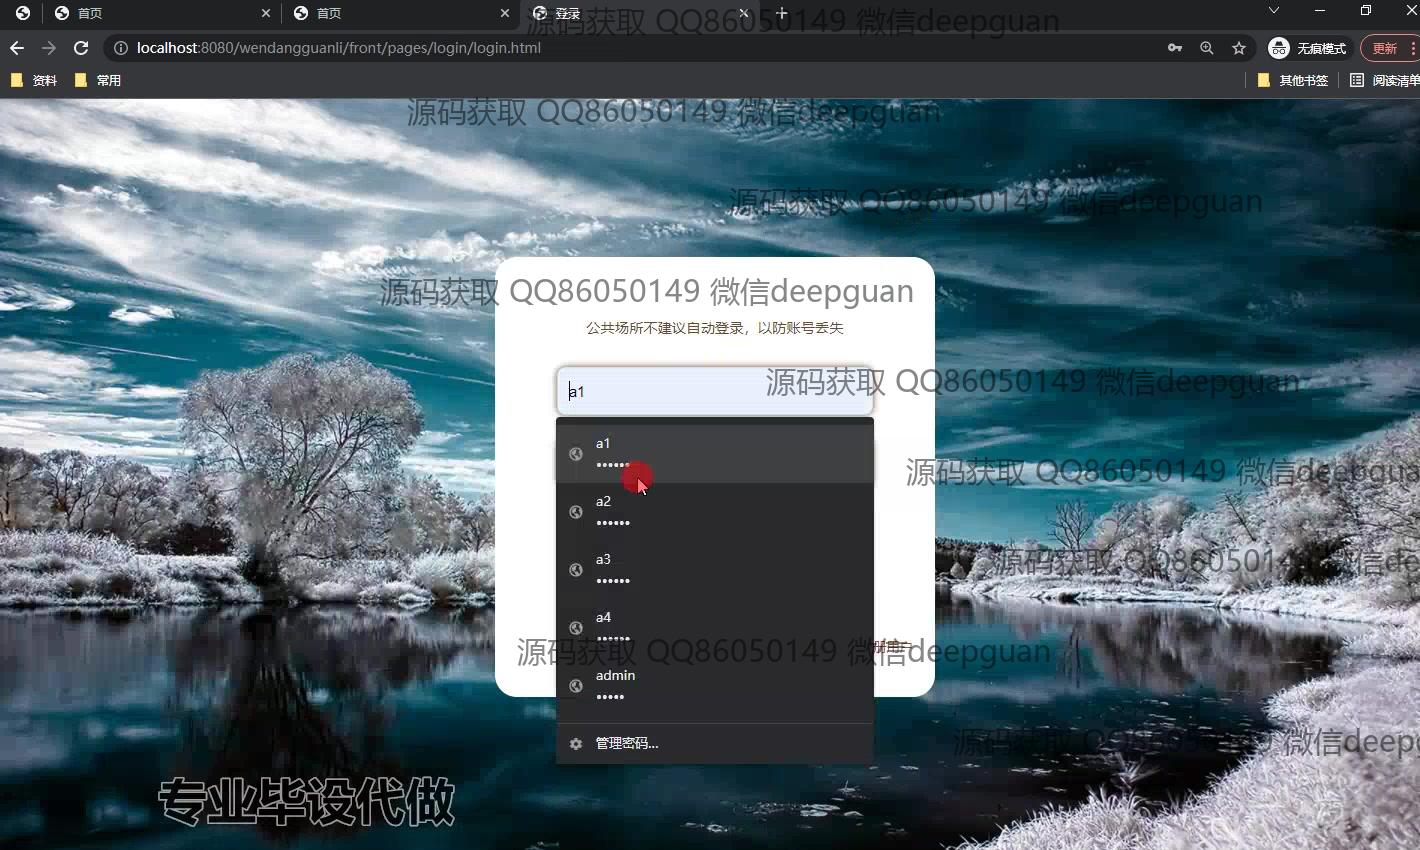 首页
首页
登录
源码获取 QQ86050149 微信deepguan
localhost:8080/wendangguanli/front/pages/login/login.html
无痕模式
更新
资料
常用
其他书签
阅读清单
源码获取 QQ86050149 微信deepguan
源码获取 QQ86050149 微信deepguan
源码获取 QQ86050149 微信deepguan
公共场所不建议自动登录，以防账号丢失
a1
源码获取 QQ86050149 微信deepguan
a1
••••••
源码获取 QQ86050149 微信deepgua
a2
••••••
a3
••••••
源码获取 QQ86050149 微信de
a4
••••••
源码获取 QQ86050149 微信deepguan
admin
•••••
管理密码...
源码获取 QQ86050149 微信deep
专业毕设代做